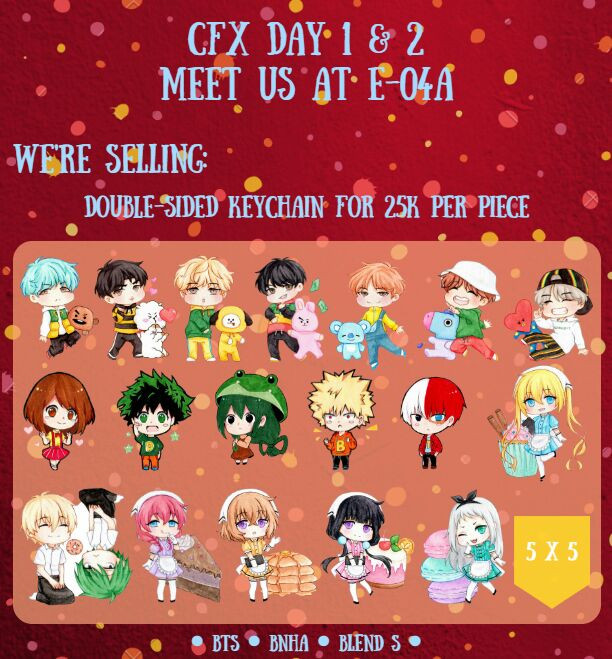 CFX DAY 1 & 2
MEET US AT E-04A
WE'RE SELLING:
DOUBLE-SIDED KEYCHAIN FOR 25K PER PIECE
B
B
5 X 5
• BTS • BNHA • BLEND S •